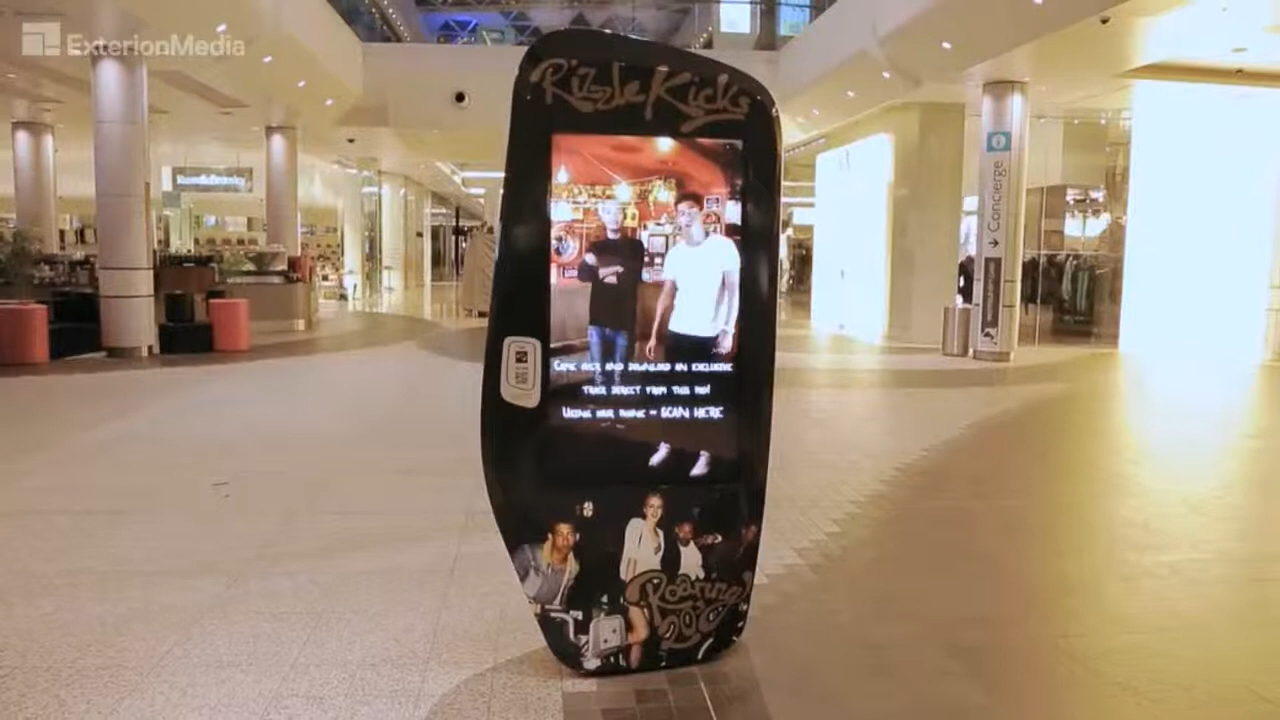 ExterionMedia
Rizzle Kicks
Concierge
COME OVER AND DOWNLOAD AN EXCLUSIVE
TRACK DIRECT FROM THIS POD!
USING YOUR PHONE - SCAN HERE
Roaring
20s